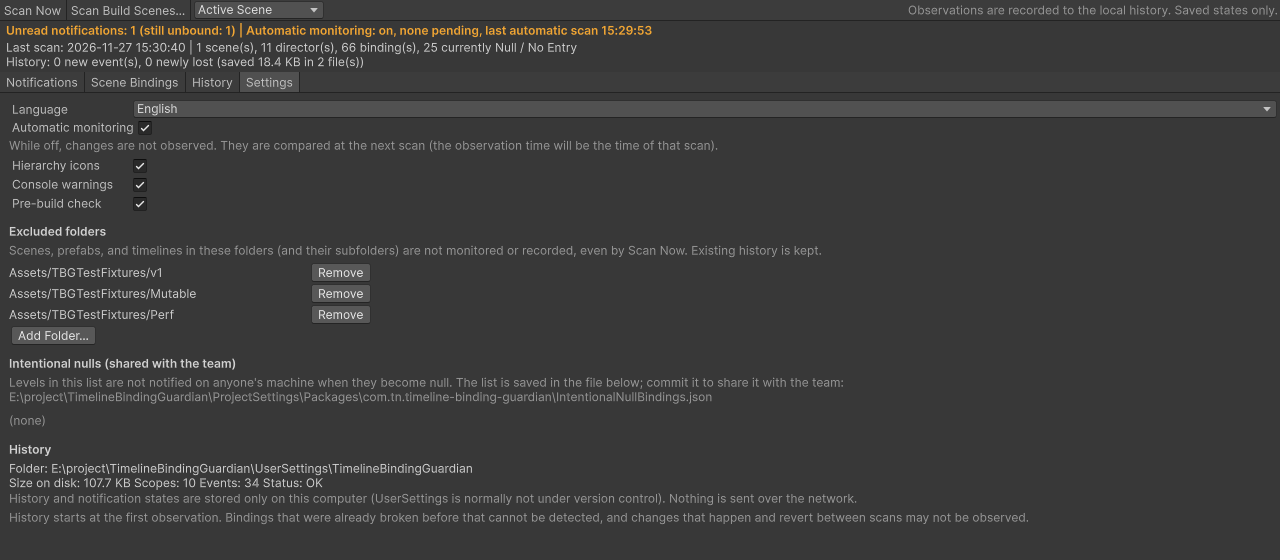 Scan Now  Scan Build Scenes...  Active Scene  Observations are recorded to the local history. Saved states only.
Unread notifications: 1 (still unbound: 1) | Automatic monitoring: on, none pending, last automatic scan 15:29:53
Last scan: 2026-11-27 15:30:40 | 1 scene(s), 11 director(s), 66 binding(s), 25 currently Null / No Entry
History: 0 new event(s), 0 newly lost (saved 18.4 KB in 2 file(s))
Notifications  Scene Bindings  History  Settings
Language  English
Automatic monitoring
While off, changes are not observed. They are compared at the next scan (the observation time will be the time of that scan).
Hierarchy icons
Console warnings
Pre-build check
Excluded folders
Scenes, prefabs, and timelines in these folders (and their subfolders) are not monitored or recorded, even by Scan Now. Existing history is kept.
Assets/TBGTestFixtures/v1  Remove
Assets/TBGTestFixtures/Mutable  Remove
Assets/TBGTestFixtures/Perf  Remove
Add Folder...
Intentional nulls (shared with the team)
Levels in this list are not notified on anyone's machine when they become null. The list is saved in the file below; commit it to share it with the team:
E:\project\TimelineBindingGuardian\ProjectSettings\Packages\com.tn.timeline-binding-guardian\IntentionalNullBindings.json
(none)
History
Folder: E:\project\TimelineBindingGuardian\UserSettings\TimelineBindingGuardian
Size on disk: 107.7 KB Scopes: 10 Events: 34 Status: OK
History and notification states are stored only on this computer (UserSettings is normally not under version control). Nothing is sent over the network.
History starts at the first observation. Bindings that were already broken before that cannot be detected, and changes that happen and revert between scans may not be observed.